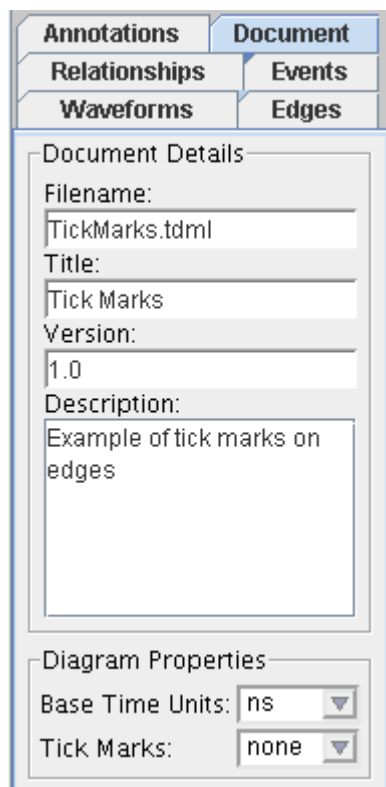 Annotations Document
Relationships Events
Waveforms Edges
Document Details
Filename:
TickMarks.tdml
Title:
Tick Marks
Version:
1.0
Description:
Example of tick marks on
edges
Diagram Properties
Base Time Units: ns
Tick Marks: none